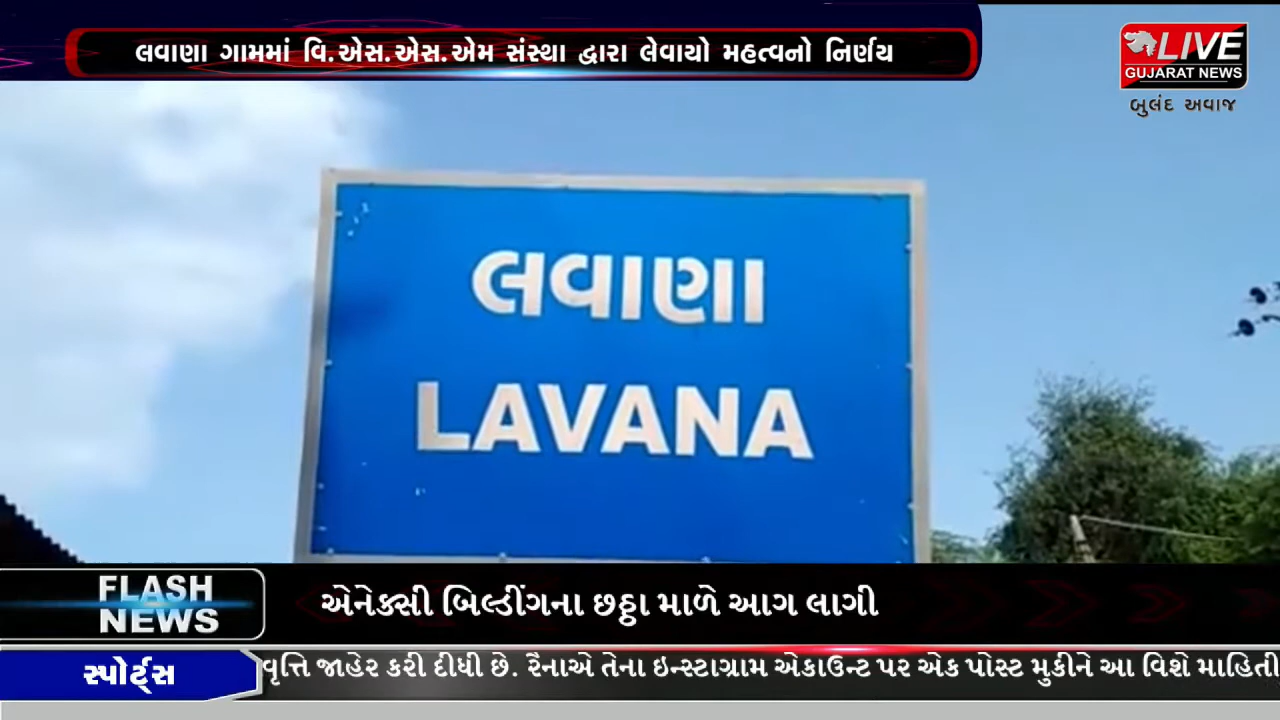 લવાણા ગામમાં વિ.એસ.એસ.એમ સંસ્થા દ્વારા લેવાયો મહત્વનો નિર્ણય
LIVE
GUJARAT NEWS
બુલંદ અવાજ
લવાણા
LAVANA
FLASH
NEWS
એનેક્સી બિલ્ડીંગના છઠ્ઠા માળે આગ લાગી
સ્પોર્ટ્સ
વૃત્તિ જાહેર કરી દીધી છે. રૈનાએ તેના ઇન્સ્ટાગ્રામ એકાઉન્ટ પર એક પોસ્ટ મુકીને આ વિશે માહિતી